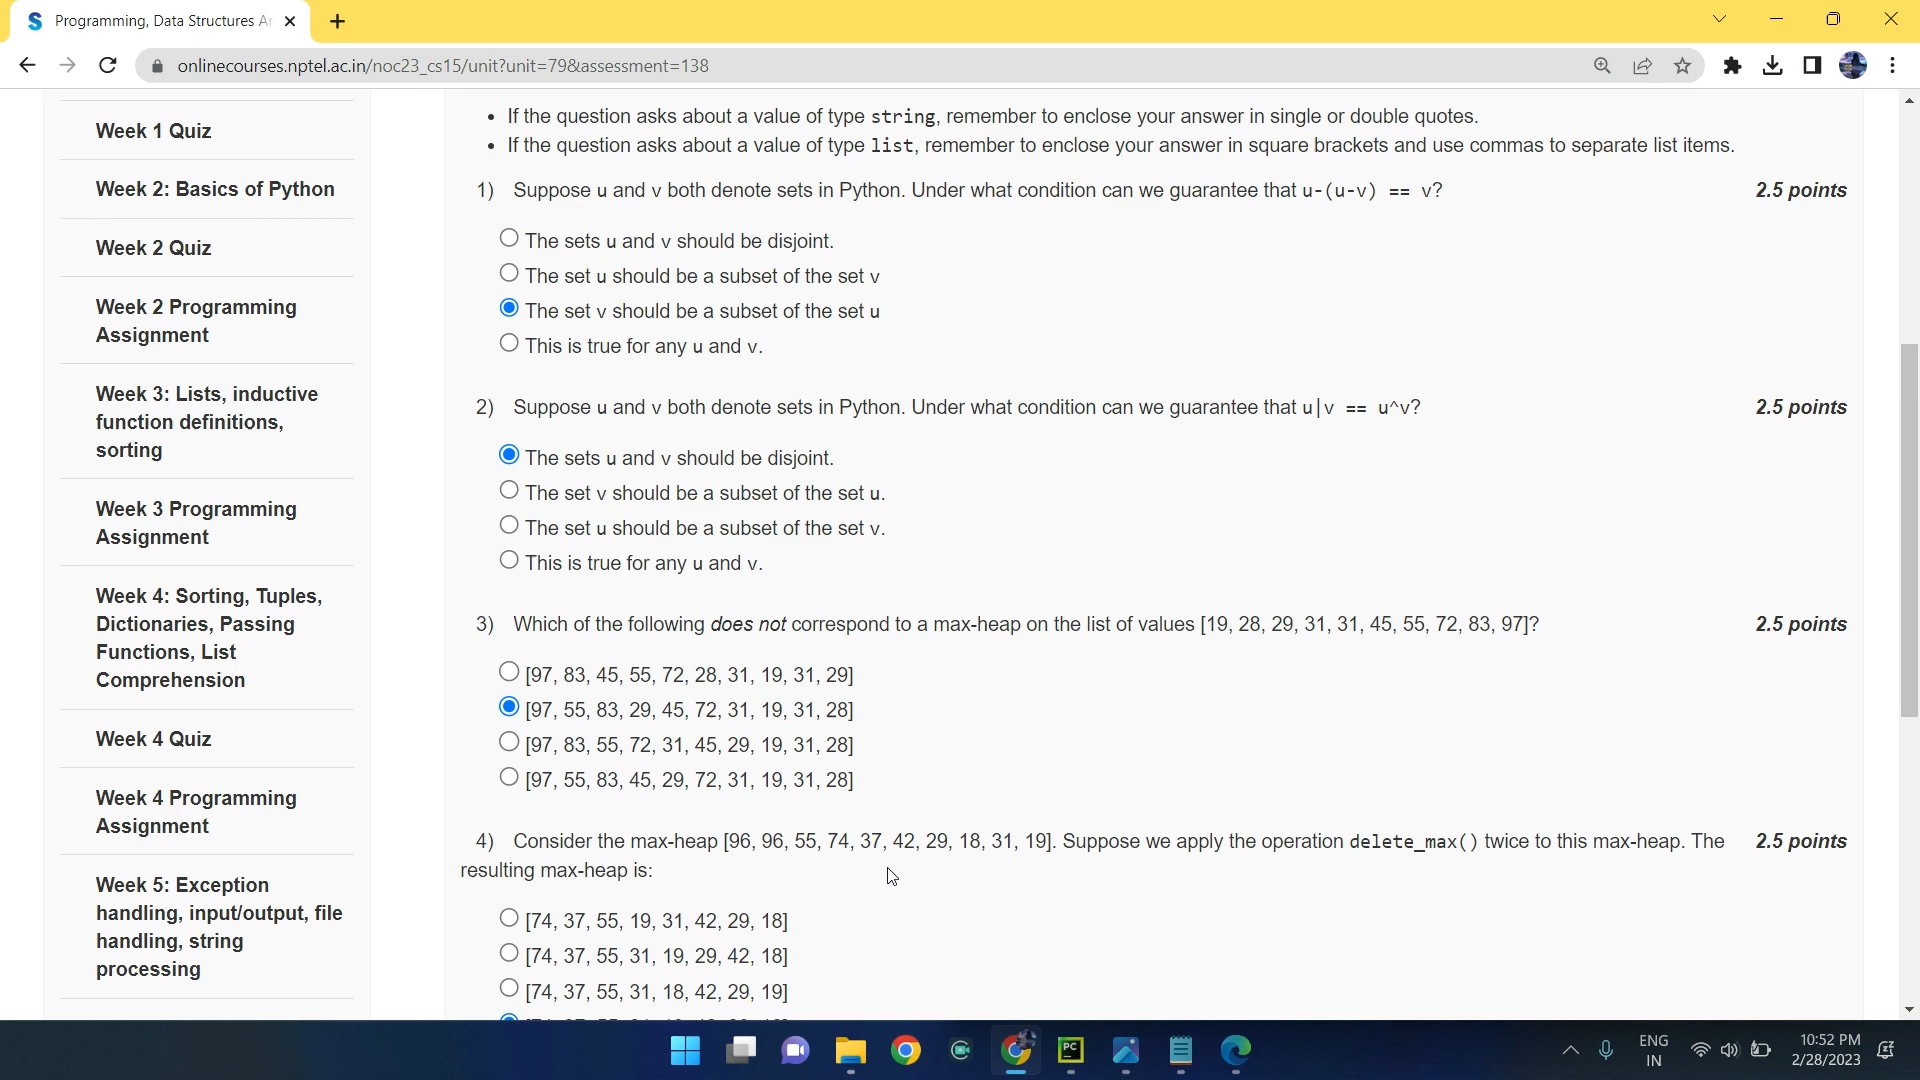 Programming, Data Structures Ar
onlinecourses.nptel.ac.in/noc23_cs15/unit?unit=79&assessment=138
Week 1 Quiz
Week 2: Basics of Python
Week 2 Quiz
Week 2 Programming
Assignment
Week 3: Lists, inductive
function definitions,
sorting
Week 3 Programming
Assignment
Week 4: Sorting, Tuples,
Dictionaries, Passing
Functions, List
Comprehension
Week 4 Quiz
Week 4 Programming
Assignment
Week 5: Exception
handling, input/output, file
handling, string
processing
• If the question asks about a value of type string, remember to enclose your answer in single or double quotes.
• If the question asks about a value of type list, remember to enclose your answer in square brackets and use commas to separate list items.
1) Suppose u and v both denote sets in Python. Under what condition can we guarantee that u-(u-v) == v? 2.5 points
The sets u and v should be disjoint.
The set u should be a subset of the set v
The set v should be a subset of the set u
This is true for any u and v.
2) Suppose u and v both denote sets in Python. Under what condition can we guarantee that u|v == u^v? 2.5 points
The sets u and v should be disjoint.
The set v should be a subset of the set u.
The set u should be a subset of the set v.
This is true for any u and v.
3) Which of the following does not correspond to a max-heap on the list of values [19, 28, 29, 31, 31, 45, 55, 72, 83, 97]? 2.5 points
[97, 83, 45, 55, 72, 28, 31, 19, 31, 29]
[97, 55, 83, 29, 45, 72, 31, 19, 31, 28]
[97, 83, 55, 72, 31, 45, 29, 19, 31, 28]
[97, 55, 83, 45, 29, 72, 31, 19, 31, 28]
4) Consider the max-heap [96, 96, 55, 74, 37, 42, 29, 18, 31, 19]. Suppose we apply the operation delete_max() twice to this max-heap. The 2.5 points
resulting max-heap is:
[74, 37, 55, 19, 31, 42, 29, 18]
[74, 37, 55, 31, 19, 29, 42, 18]
[74, 37, 55, 31, 18, 42, 29, 19]
ENG
IN
10:52 PM
2/28/2023